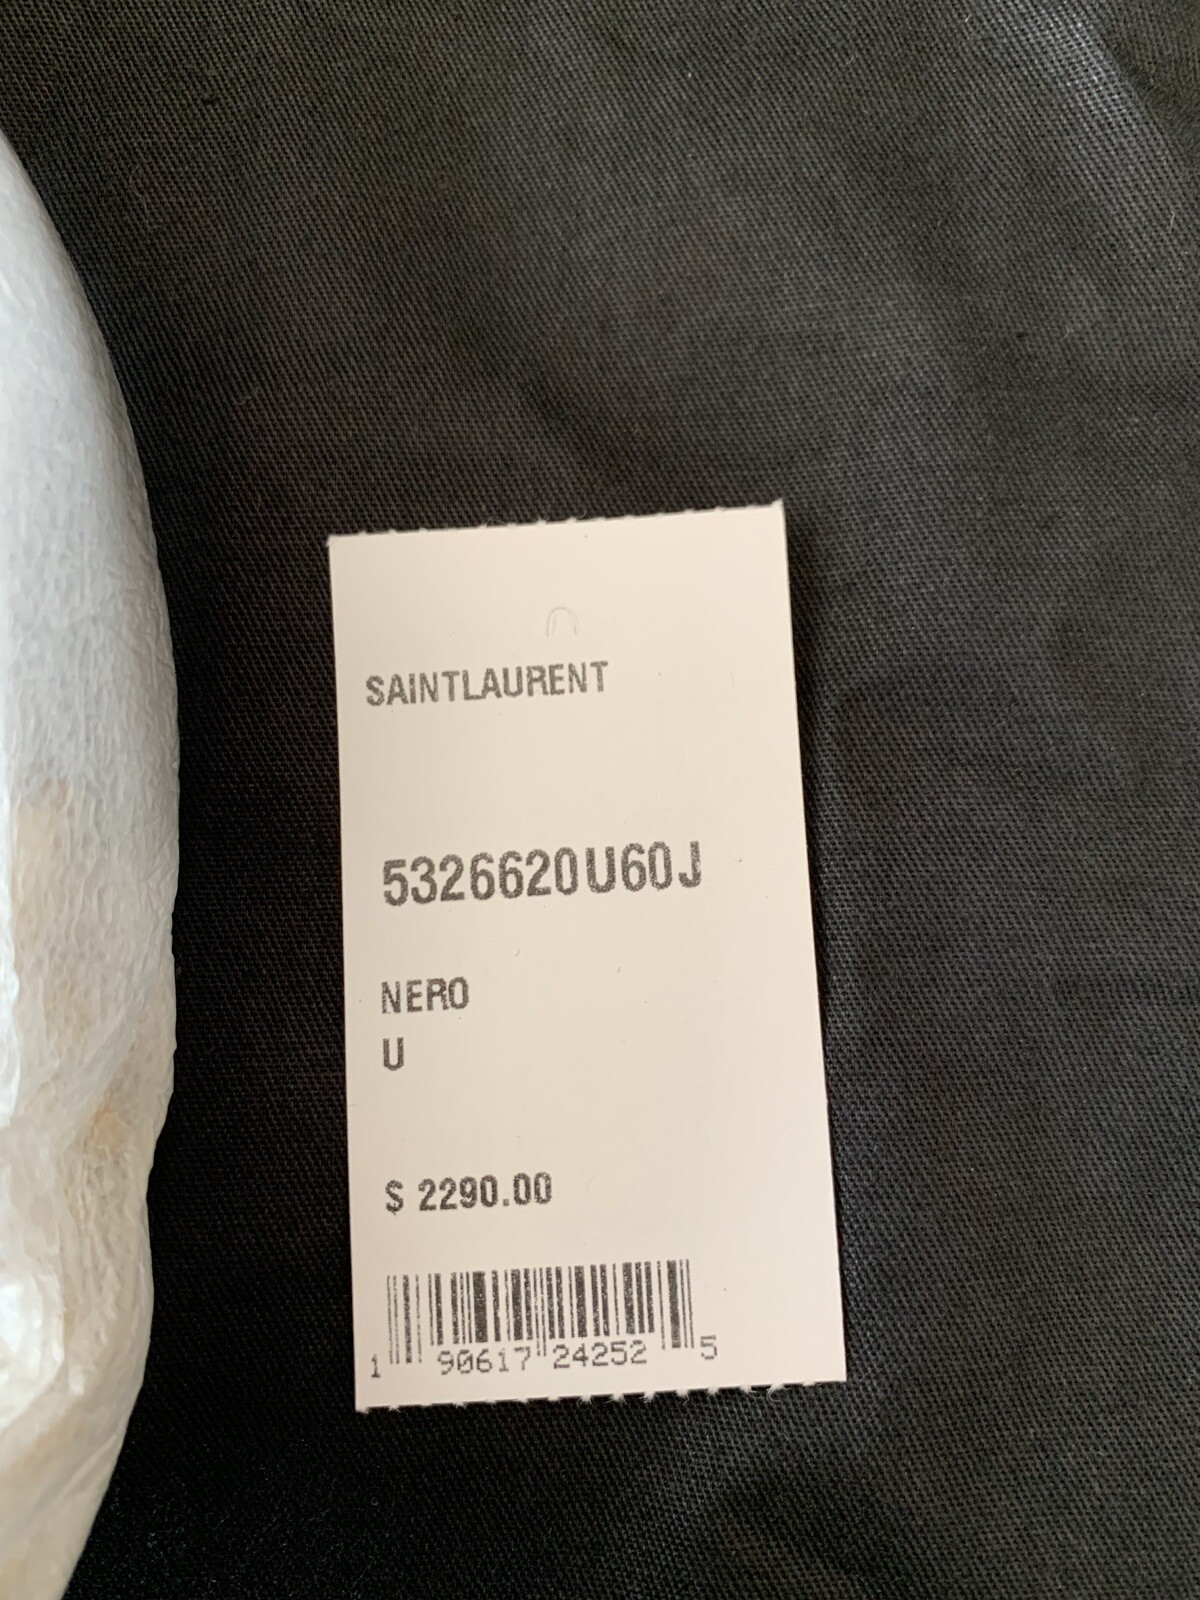 SAINTLAURENT
5326620U60J
NERO
U
$ 2290.00
1 90617 24252 5